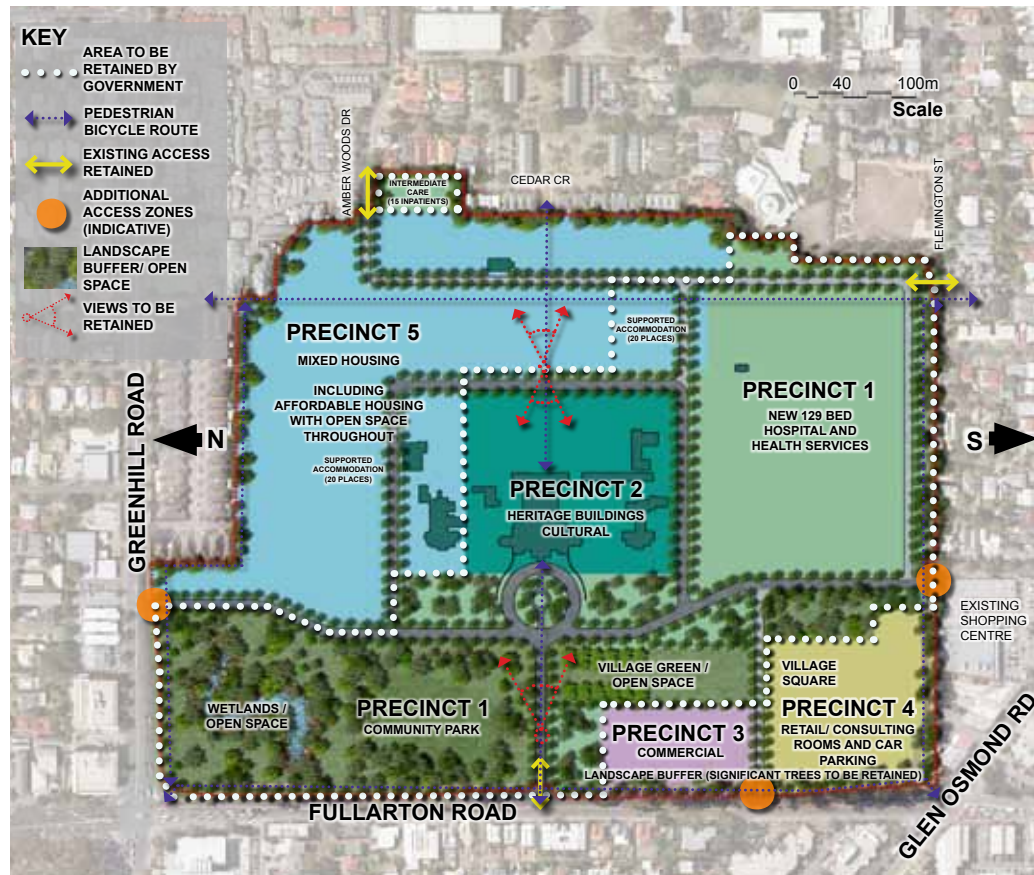 KEY
AREA TO BE
RETAINED BY
GOVERNMENT
PEDESTRIAN
BICYCLE ROUTE
EXISTING ACCESS
RETAINED
ADDITIONAL
ACCESS ZONES
(INDICATIVE)
LANDSCAPE
BUFFER/ OPEN
SPACE
VIEWS TO BE
RETAINED
0 40 100m
Scale
AMBER WOODS DR
INTERMEDIATE
CARE
(15 INPATIENTS)
CEDAR CR
FLEMINGTON ST
PRECINCT 5
MIXED HOUSING
INCLUDING
AFFORDABLE HOUSING
WITH OPEN SPACE
THROUGHOUT
SUPPORTED
ACCOMMODATION
(20 PLACES)
SUPPORTED
ACCOMMODATION
(20 PLACES)
PRECINCT 1
NEW 129 BED
HOSPITAL AND
HEALTH SERVICES
GREENHILL ROAD
N
S
PRECINCT 2
HERITAGE BUILDINGS
CULTURAL
EXISTING
SHOPPING
CENTRE
WETLANDS /
OPEN SPACE
PRECINCT 1
COMMUNITY PARK
VILLAGE GREEN /
OPEN SPACE
VILLAGE
SQUARE
PRECINCT 3
COMMERCIAL
PRECINCT 4
RETAIL/ CONSULTING
ROOMS AND CAR
PARKING
LANDSCAPE BUFFER (SIGNIFICANT TREES TO BE RETAINED)
FULLARTON ROAD
GLEN OSMOND RD